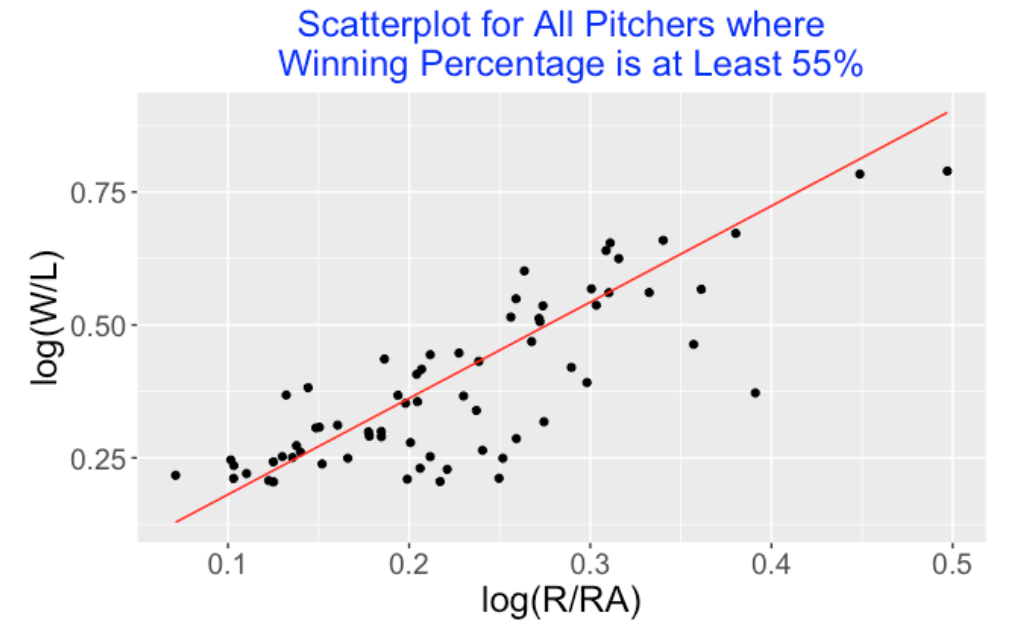 Scatterplot for All Pitchers where
Winning Percentage is at Least 55%
log(W/L)
0.75
0.50
0.25
0.1 0.2 0.3 0.4 0.5
log(R/RA)